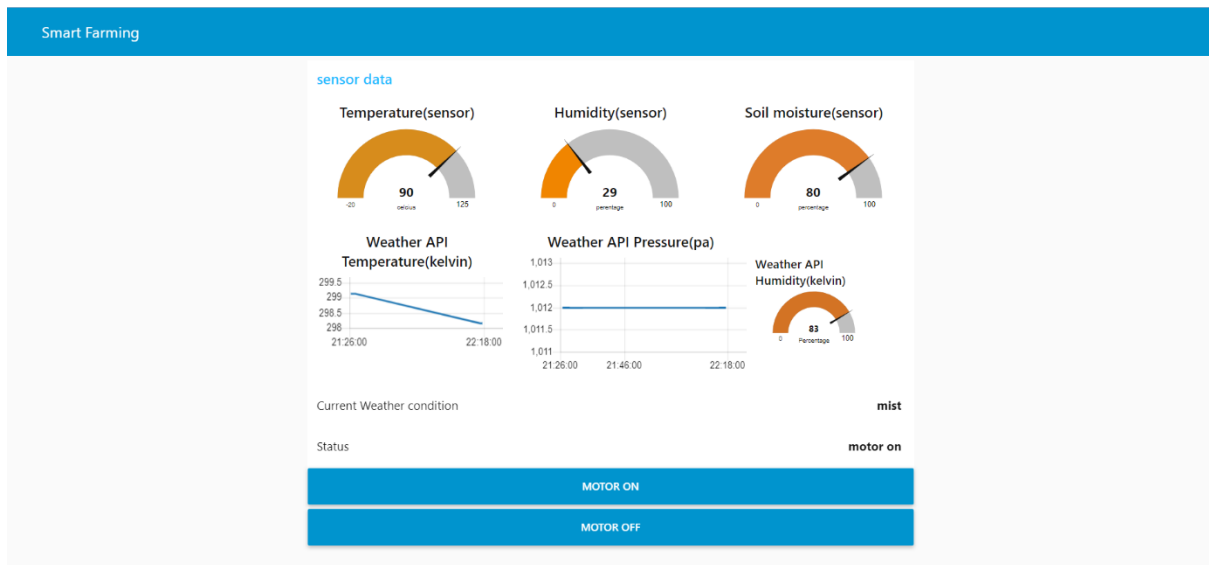 Smart Farming
sensor data
Temperature(sensor)
90
celcius
-20
125
Humidity(sensor)
29
perentage
0
100
Soil moisture(sensor)
80
percentage
0
100
Weather API
Temperature(kelvin)
299.5
299
298.5
298
21:26:00
22:18:00
Weather API Pressure(pa)
1,013
1,012.5
1,012
1,011.5
1,011
21:26:00
21:46:00
22:18:00
Weather API
Humidity(kelvin)
83
Percentage
0
100
Current Weather condition
mist
Status
motor on
MOTOR ON
MOTOR OFF